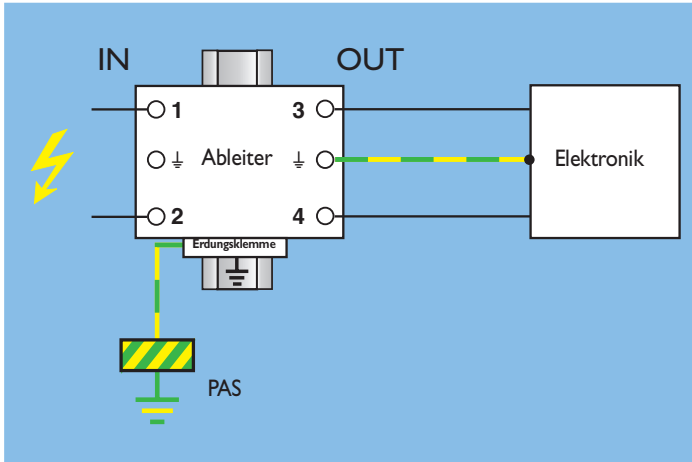 IN OUT
1 3
Ableiter Elektronik
2 4
Erdungsklemme
PAS